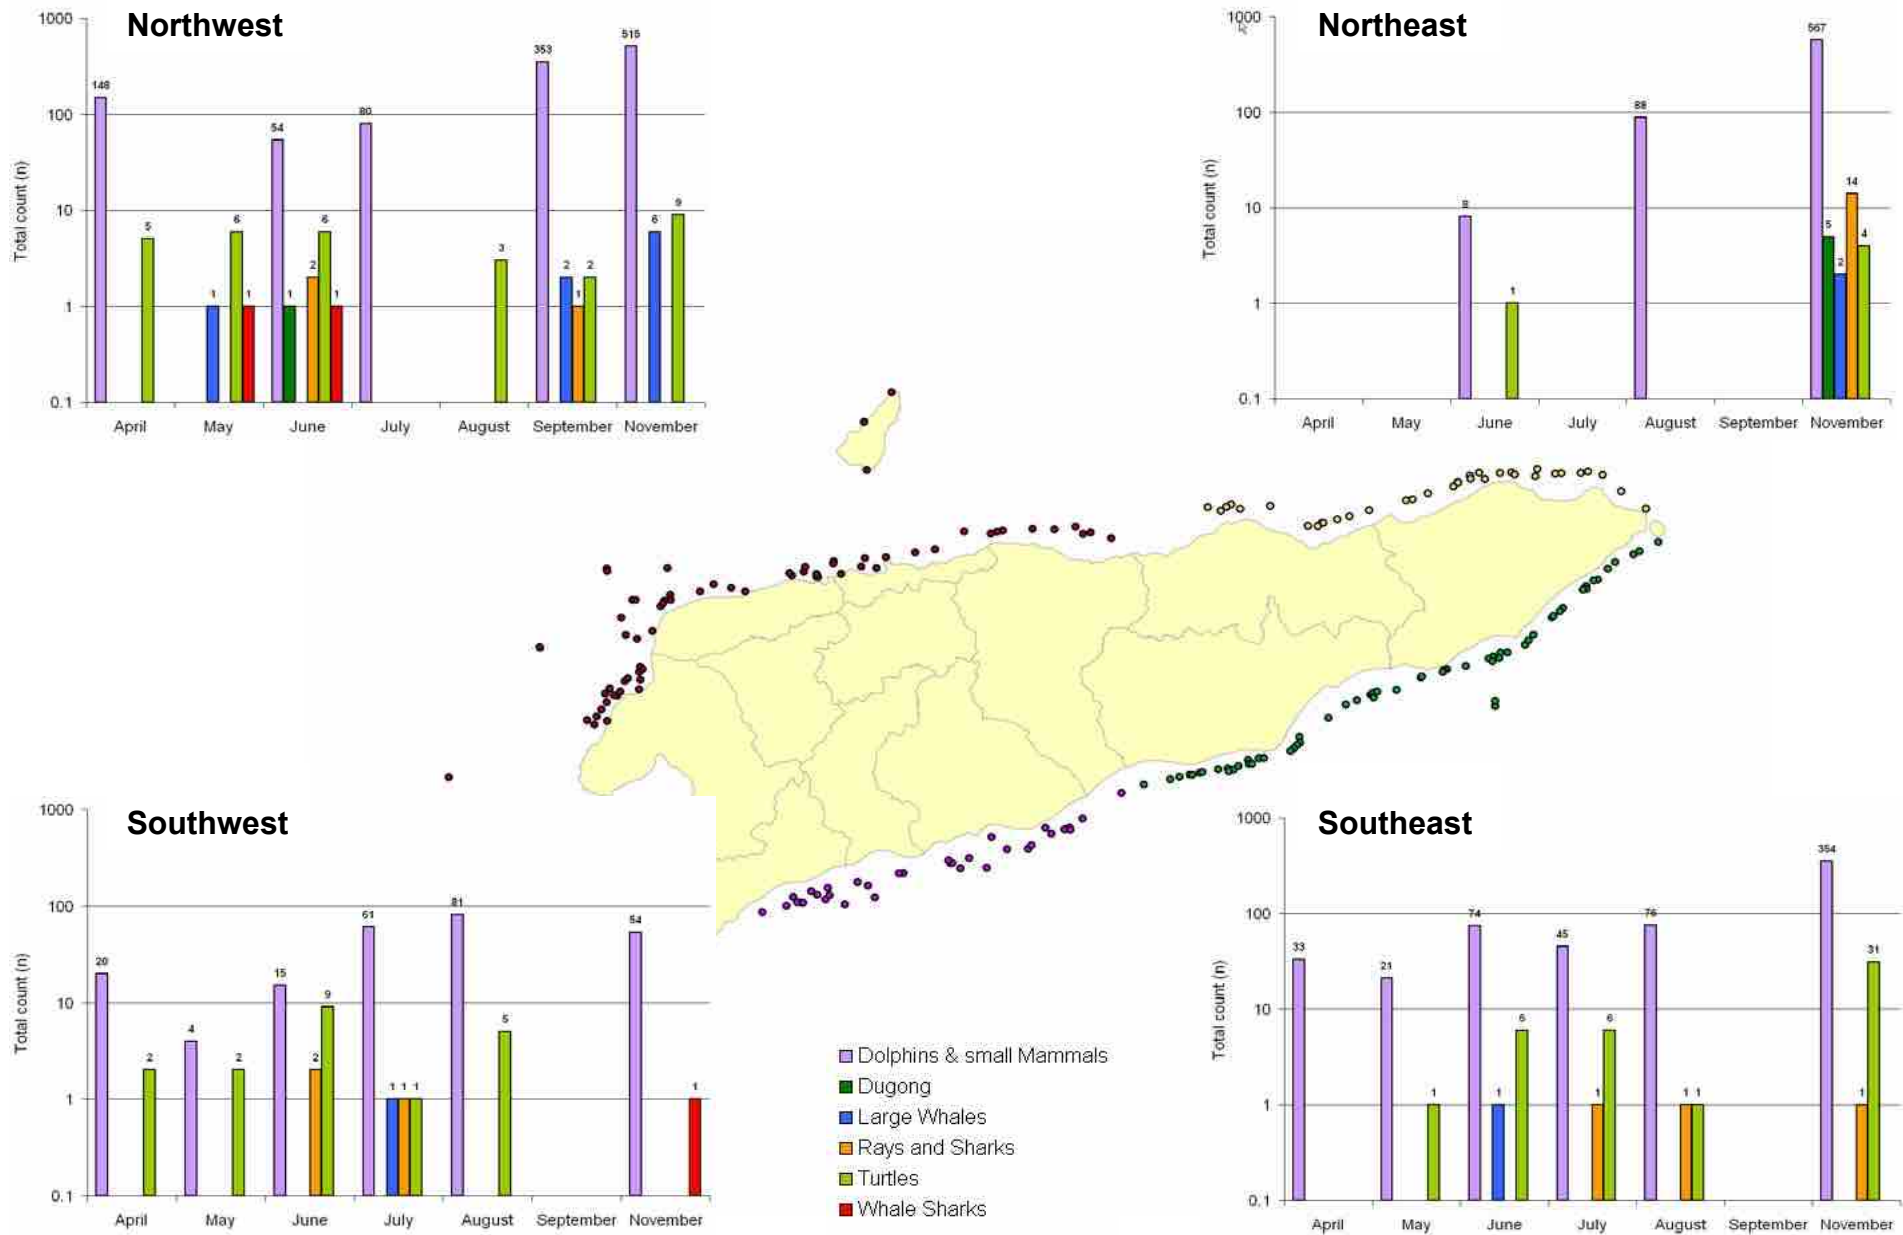 Northwest
Total count (n)
1000
100
10
1
0.1
148 5
1 6 1
54 1 2 6 1
80
3
353 2 1 2
515 6 9
April May June July August September November
Northeast
Total count (n)
1000
100
10
1
0.1
8 1
88
567 5 2 14 4
April May June July August September November
Southwest
Total count (n)
1000
100
10
1
0.1
20 2
4 2
15 2 9
61 1 1 1
81 5
54 1
April May June July August September November
Southeast
Total count (n)
1000
100
10
1
0.1
33
21 1
74 1 6
45 1 6
76 1 1
354 1 31
April May June July August September November
Dolphins & small Mammals
Dugong
Large Whales
Rays and Sharks
Turtles
Whale Sharks